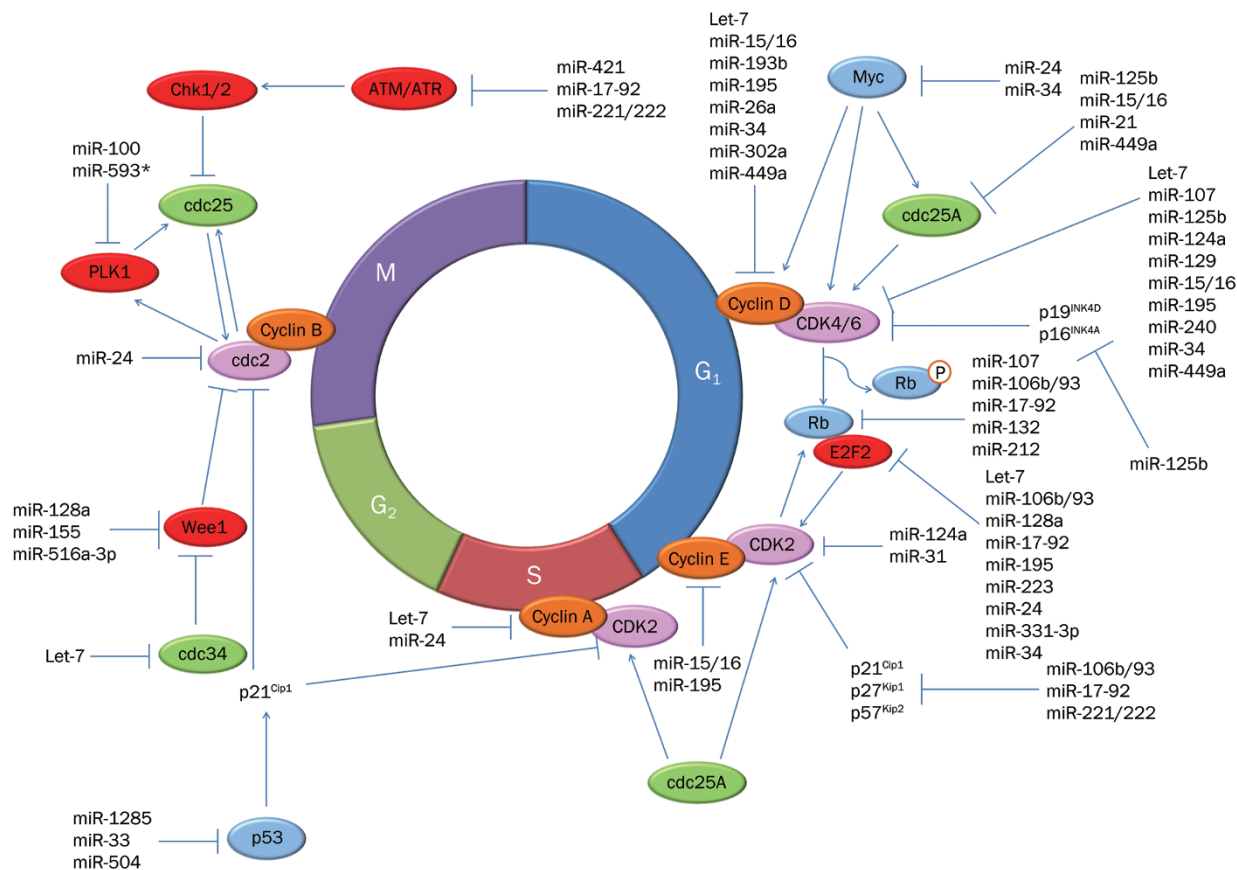 Let-7
miR-15/16
miR-193b
miR-195
miR-26a
miR-34
miR-302a
miR-449a
miR-421
miR-17-92
miR-221/222
Chk1/2
ATM/ATR
Myc
miR-24
miR-34
miR-125b
miR-15/16
miR-21
miR-449a
miR-100
miR-593*
cdc25
cdc25A
PLK1
Let-7
miR-107
miR-125b
miR-124a
miR-129
miR-15/16
miR-195
miR-240
miR-34
miR-449a
M
Cyclin D
CDK4/6
p19INK4D
p16INK4A
Cyclin B
cdc2
miR-24
G1
Rb
P
miR-107
miR-106b/93
miR-17-92
miR-132
miR-212
Rb
E2F2
miR-125b
Let-7
miR-106b/93
miR-128a
miR-17-92
miR-195
miR-223
miR-24
miR-331-3p
miR-34
miR-128a
miR-155
miR-516a-3p
Wee1
G2
S
Cyclin E
CDK2
miR-124a
miR-31
Cyclin A
CDK2
Let-7
miR-24
Let-7
cdc34
miR-15/16
miR-195
p21Cip1
p21Cip1
p27Kip1
p57Kip2
miR-106b/93
miR-17-92
miR-221/222
cdc25A
miR-1285
miR-33
miR-504
p53